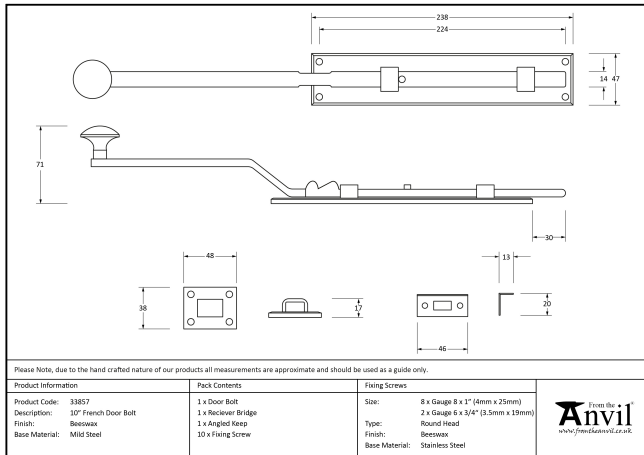 238
224
14
47
71
30
48
38
17
13
20
46
Please Note, due to the hand crafted nature of our products all measurements are approximate and should be used as a guide only.
Product Information
Product Code: 33857
Description: 10" French Door Bolt
Finish: Beeswax
Base Material: Mild Steel
Pack Contents
1 x Door Bolt
1 x Reciever Bridge
1 x Angled Keep
10 x Fixing Screw
Fixing Screws
Size: 8 x Gauge 8 x 1" (4mm x 25mm)
2 x Gauge 6 x 3/4" (3.5mm x 19mm)
Type: Round Head
Finish: Beeswax
Base Material: Stainless Steel
From the
Anvil®
www.fromtheanvil.co.uk